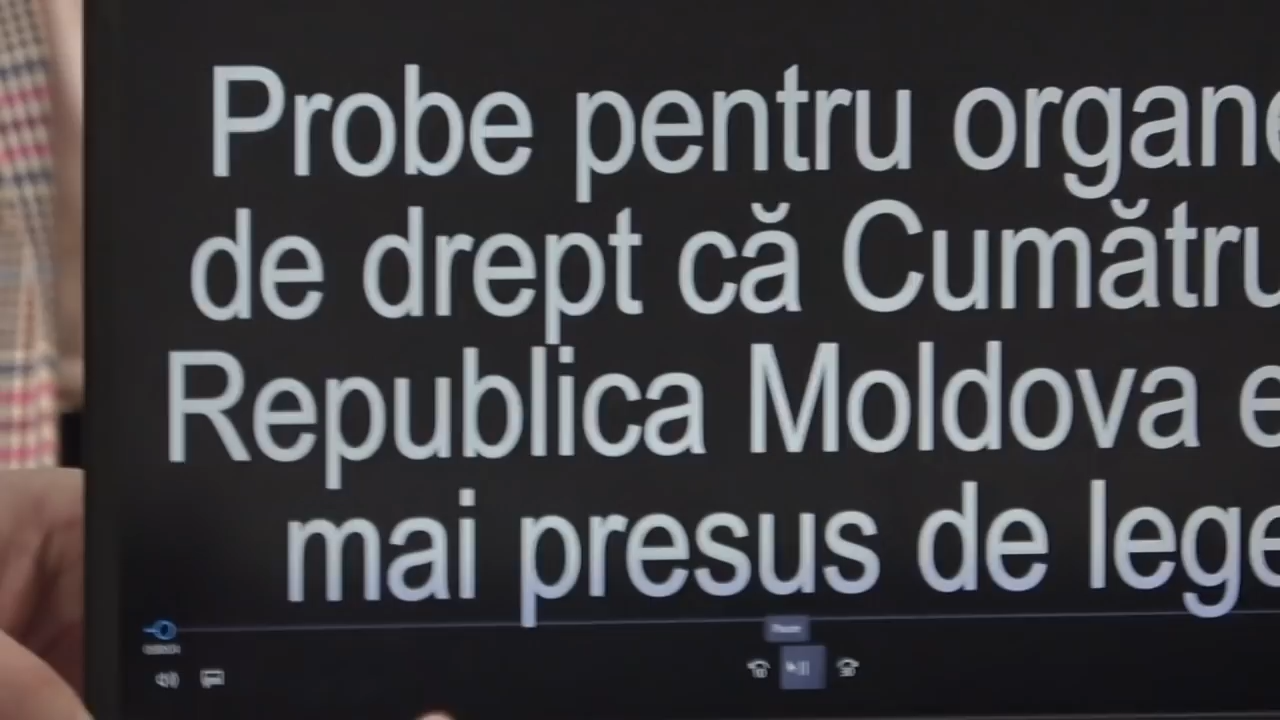 Probe pentru organe
de drept că Cumătru
Republica Moldova e
mai presus de lege